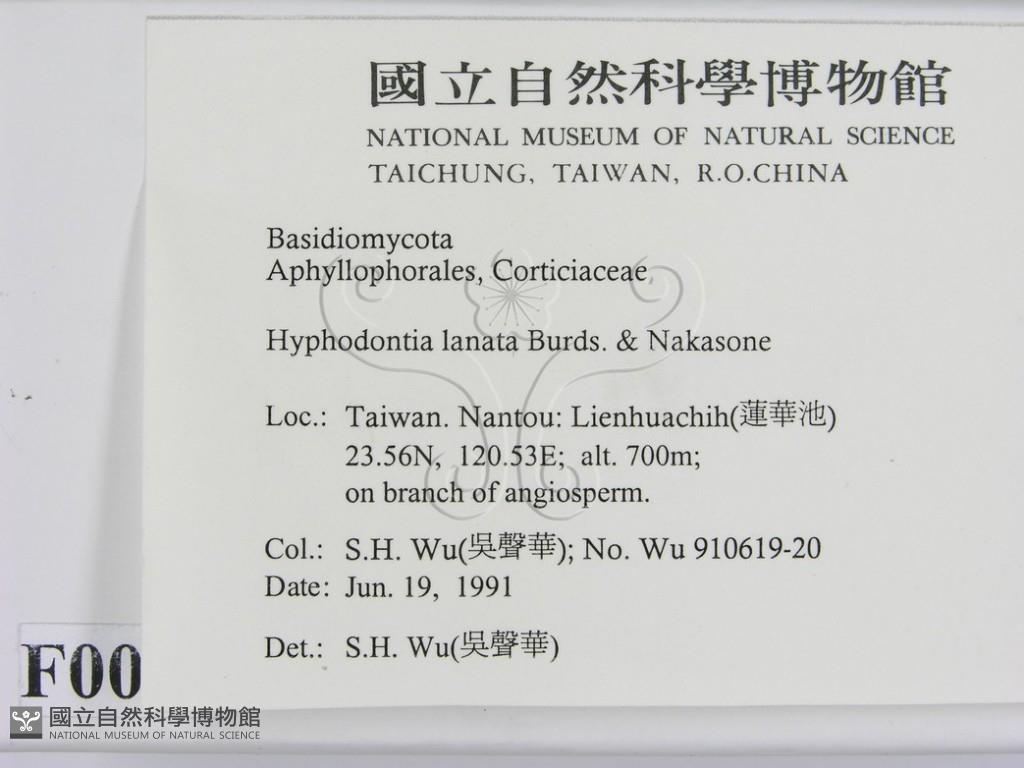 國立自然科學博物館
NATIONAL MUSEUM OF NATURAL SCIENCE
TAICHUNG, TAIWAN, R.O.CHINA
Basidiomycota
Aphyllophorales, Corticiaceae
Hyphodontia lanata Burds. & Nakasone
Loc.: Taiwan. Nantou: Lienhuachih(蓮華池)
23.56N, 120.53E; alt. 700m;
on branch of angiosperm.
Col.: S.H. Wu(吳聲華); No. Wu 910619-20
Date: Jun. 19, 1991
Det.: S.H. Wu(吳聲華)
F00
國立自然科學博物館
NATIONAL MUSEUM OF NATURAL SCIENCE